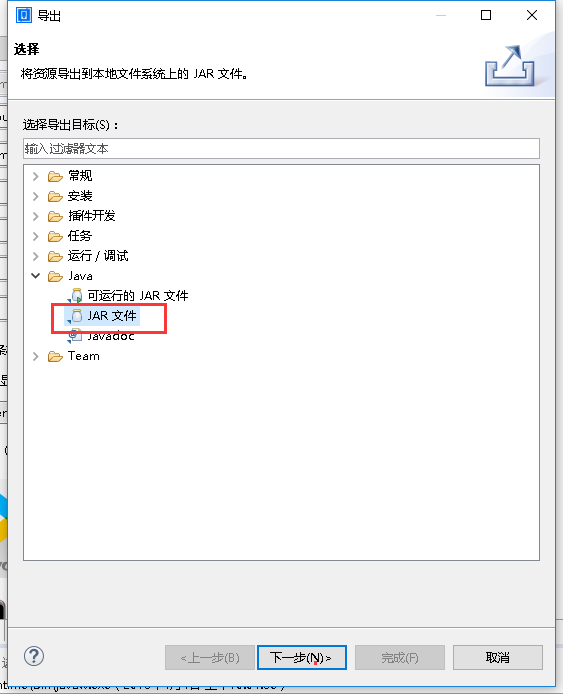 导出
选择
将资源导出到本地文件系统上的 JAR 文件。
选择导出目标(S)：
输入过滤器文本
常规
安装
插件开发
任务
运行 / 调试
Java
可运行的 JAR 文件
JAR 文件
Javadoc
Team
<上一步(B) 下一步(N)> 完成(F) 取消